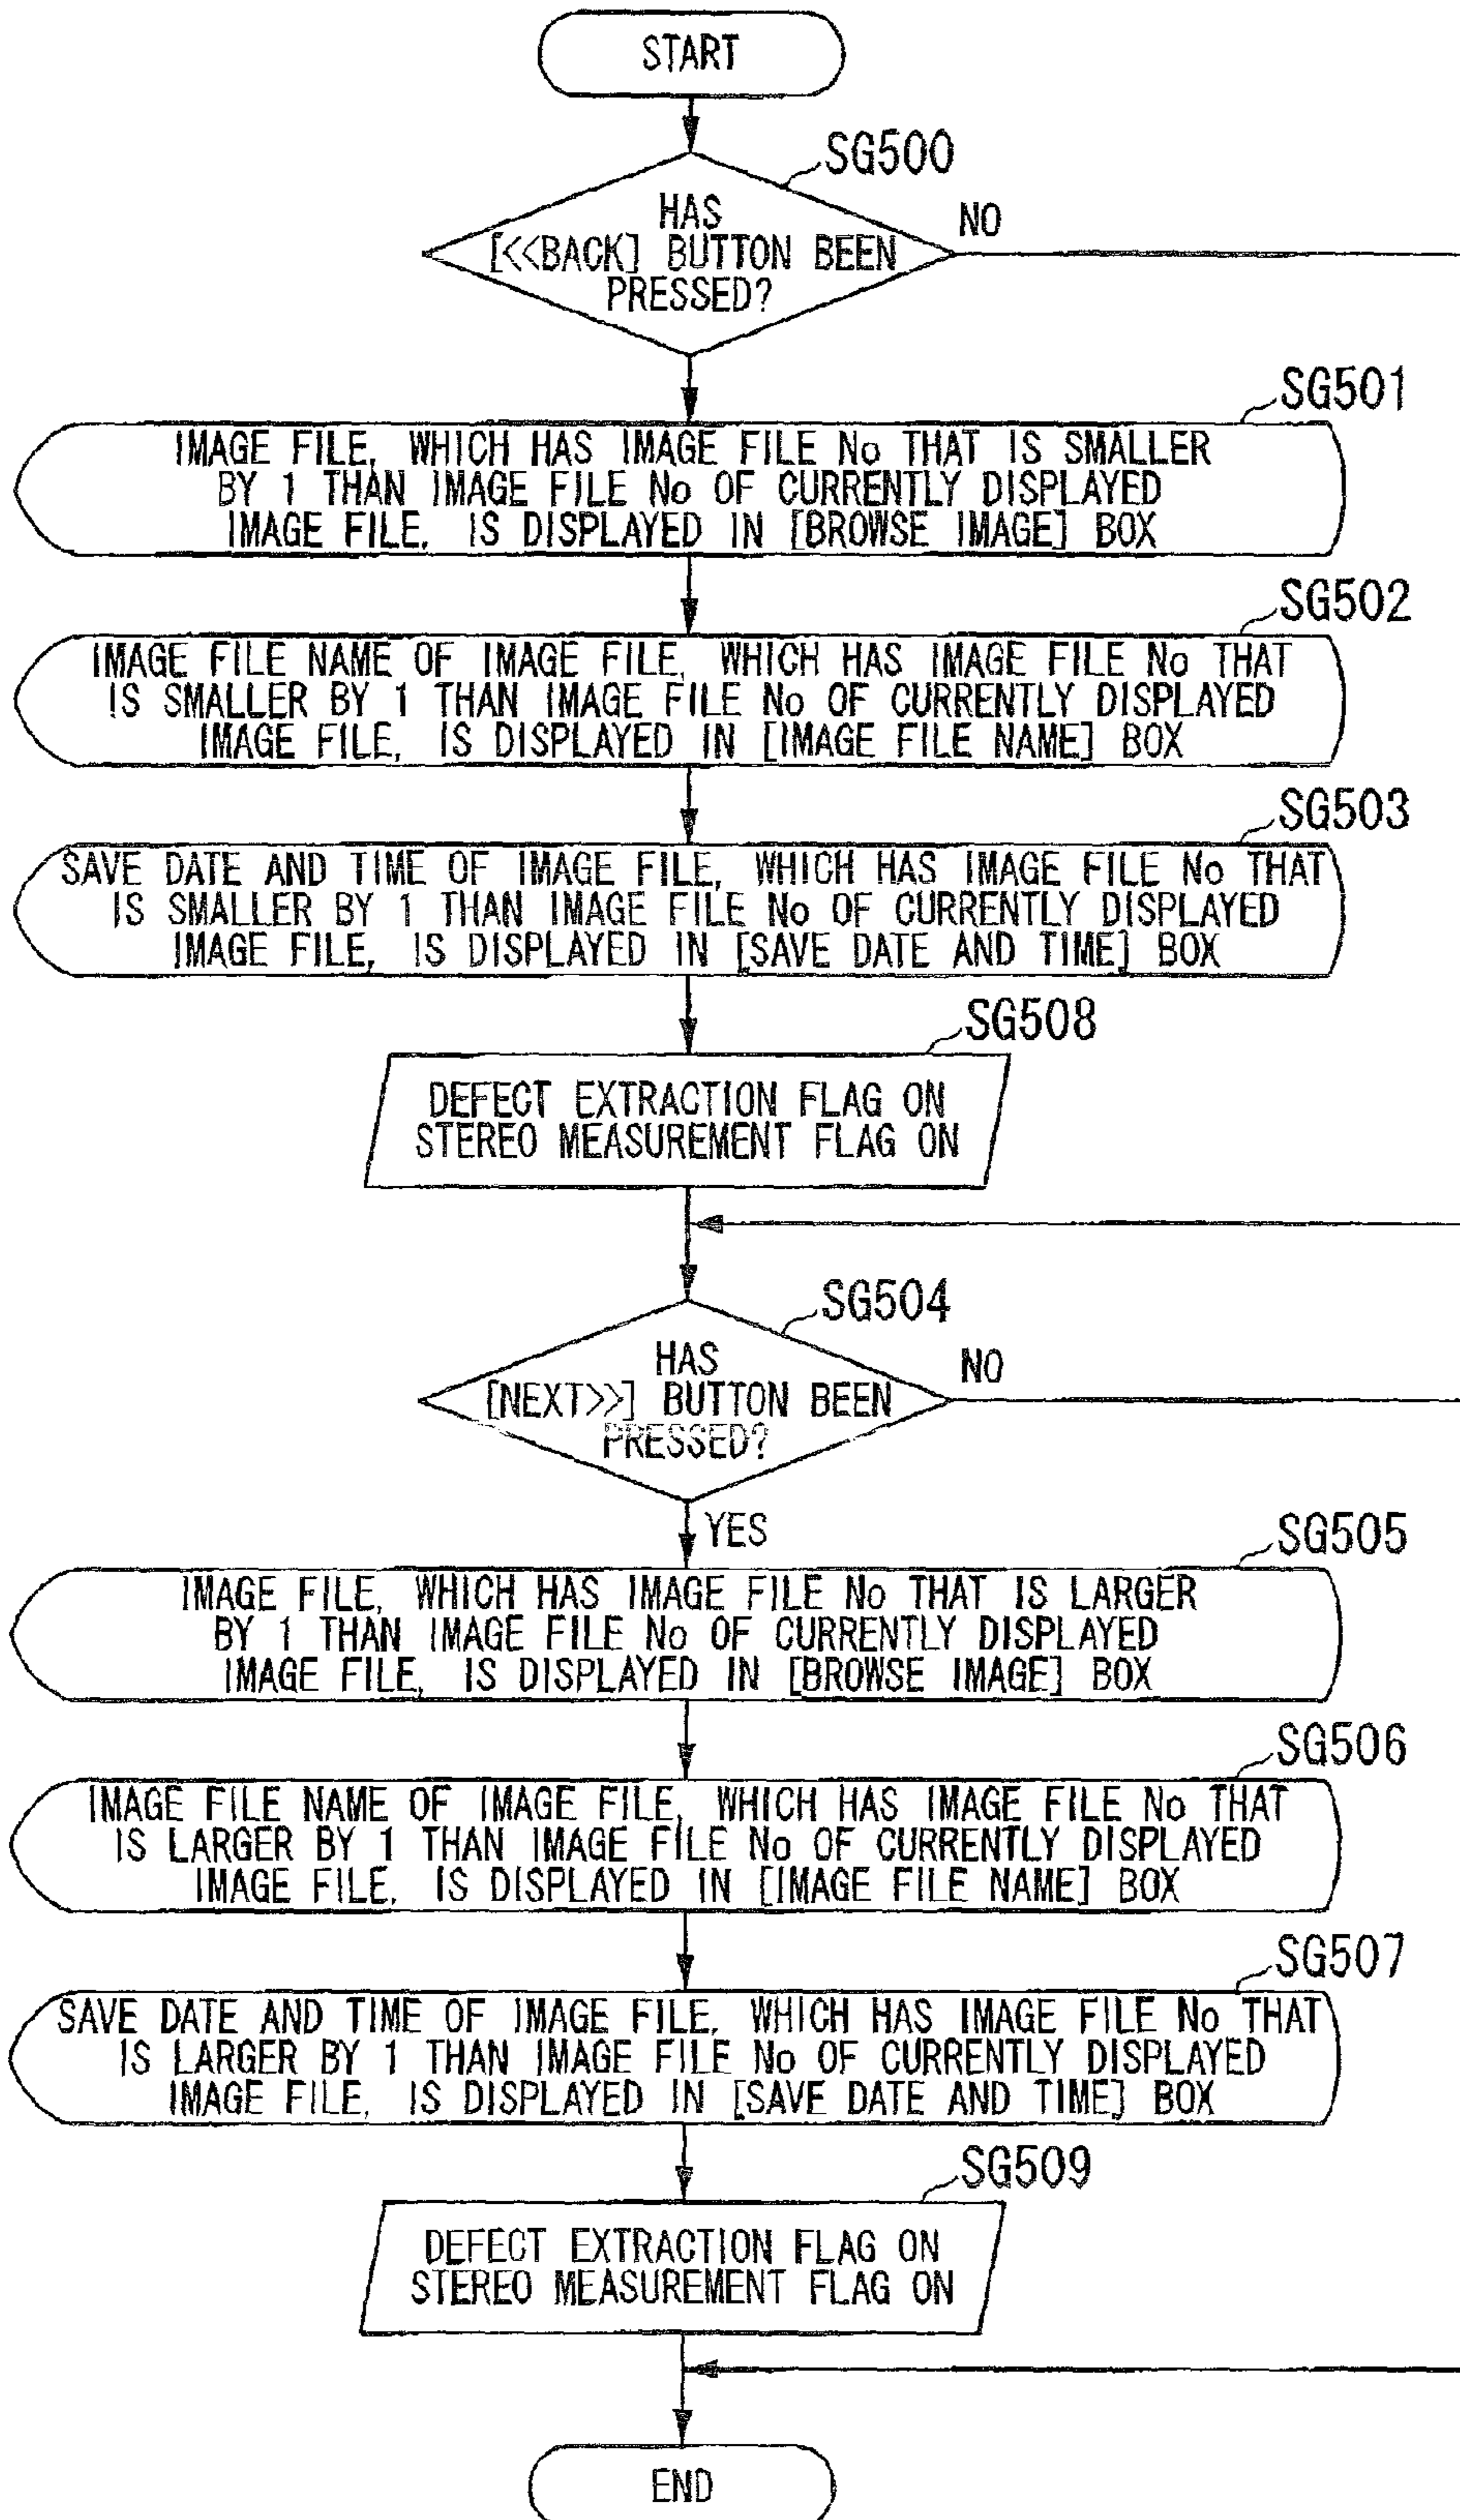 START
SG500
HAS
[<<BACK] BUTTON BEEN
PRESSED?
NO
SG501
IMAGE FILE, WHICH HAS IMAGE FILE No THAT IS SMALLER
BY 1 THAN IMAGE FILE No OF CURRENTLY DISPLAYED
IMAGE FILE, IS DISPLAYED IN [BROWSE IMAGE] BOX
SG502
IMAGE FILE NAME OF IMAGE FILE, WHICH HAS IMAGE FILE No THAT
IS SMALLER BY 1 THAN IMAGE FILE No OF CURRENTLY DISPLAYED
IMAGE FILE, IS DISPLAYED IN [IMAGE FILE NAME] BOX
SG503
SAVE DATE AND TIME OF IMAGE FILE, WHICH HAS IMAGE FILE No THAT
IS SMALLER BY 1 THAN IMAGE FILE No OF CURRENTLY DISPLAYED
IMAGE FILE, IS DISPLAYED IN [SAVE DATE AND TIME] BOX
SG508
DEFECT EXTRACTION FLAG ON
STEREO MEASUREMENT FLAG ON
SG504
HAS
[NEXT>>] BUTTON BEEN
PRESSED?
NO
YES
SG505
IMAGE FILE, WHICH HAS IMAGE FILE No THAT IS LARGER
BY 1 THAN IMAGE FILE No OF CURRENTLY DISPLAYED
IMAGE FILE, IS DISPLAYED IN [BROWSE IMAGE] BOX
SG506
IMAGE FILE NAME OF IMAGE FILE, WHICH HAS IMAGE FILE No THAT
IS LARGER BY 1 THAN IMAGE FILE No OF CURRENTLY DISPLAYED
IMAGE FILE, IS DISPLAYED IN [IMAGE FILE NAME] BOX
SG507
SAVE DATE AND TIME OF IMAGE FILE, WHICH HAS IMAGE FILE No THAT
IS LARGER BY 1 THAN IMAGE FILE No OF CURRENTLY DISPLAYED
IMAGE FILE, IS DISPLAYED IN [SAVE DATE AND TIME] BOX
SG509
DEFECT EXTRACTION FLAG ON
STEREO MEASUREMENT FLAG ON
END